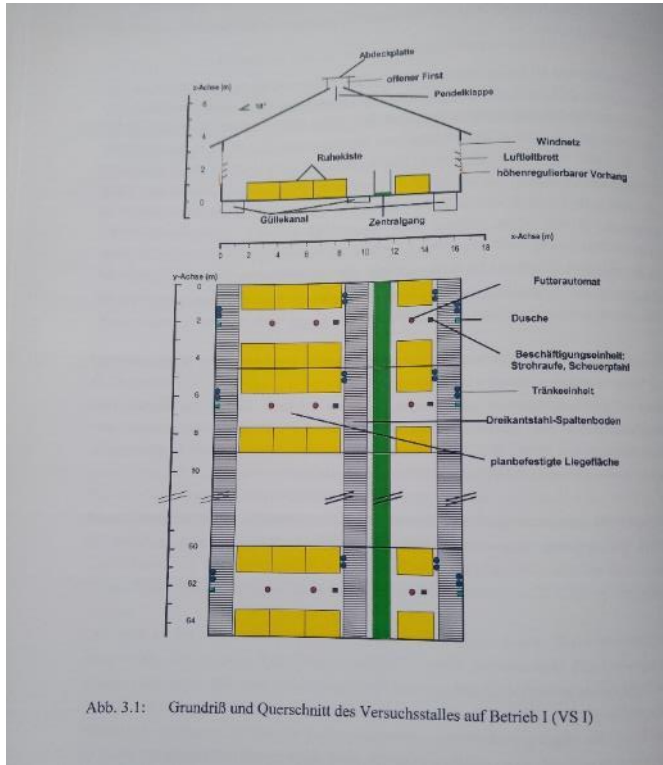 Abdeckplatte
offener First
Pendelklappe
z-Achse (m)
6
4
2
0
18°
Windnetz
Luftleitbrett
höhenregulierbarer Vorhang
Ruhekiste
Güllekanal
Zentralgang
x-Achse (m)
0 2 4 6 8 10 12 14 16 18
y-Achse (m)
0
2
4
6
8
10
60
62
64
Futterautomat
Dusche
Beschäftigungseinheit:
Strohraufe, Scheuerpfahl
Tränkeeinheit
Dreikantstahl-Spaltenboden
planbefestigte Liegefläche
Abb. 3.1: Grundriß und Querschnitt des Versuchsstalles auf Betrieb I (VS I)